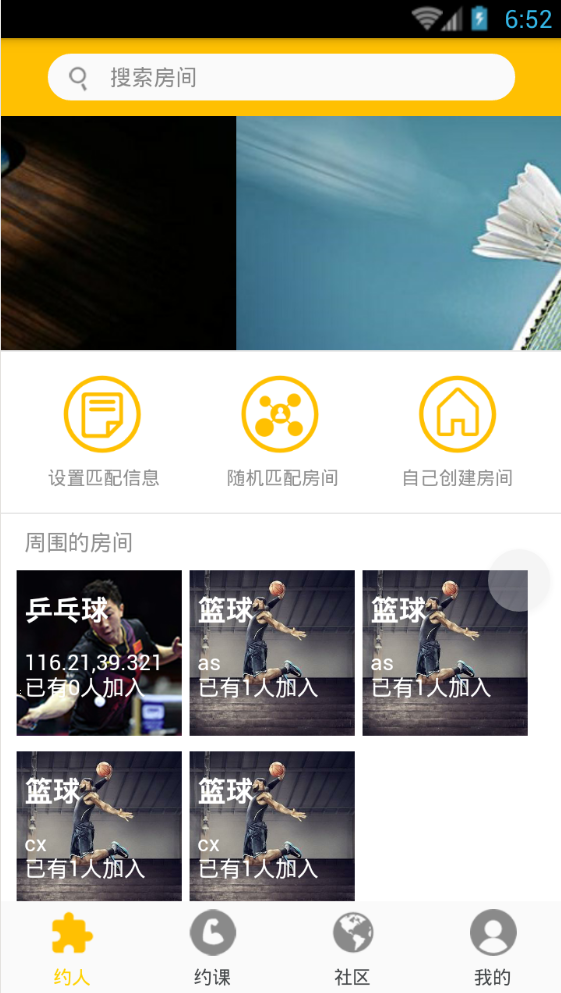 6:52
搜索房间
设置匹配信息
随机匹配房间
自己创建房间
周围的房间
乒乓球
116.21,39.321
已有0人加入
篮球
as
已有1人加入
篮球
as
已有1人加入
篮球
cx
已有1人加入
篮球
cx
已有1人加入
约人
约课
社区
我的